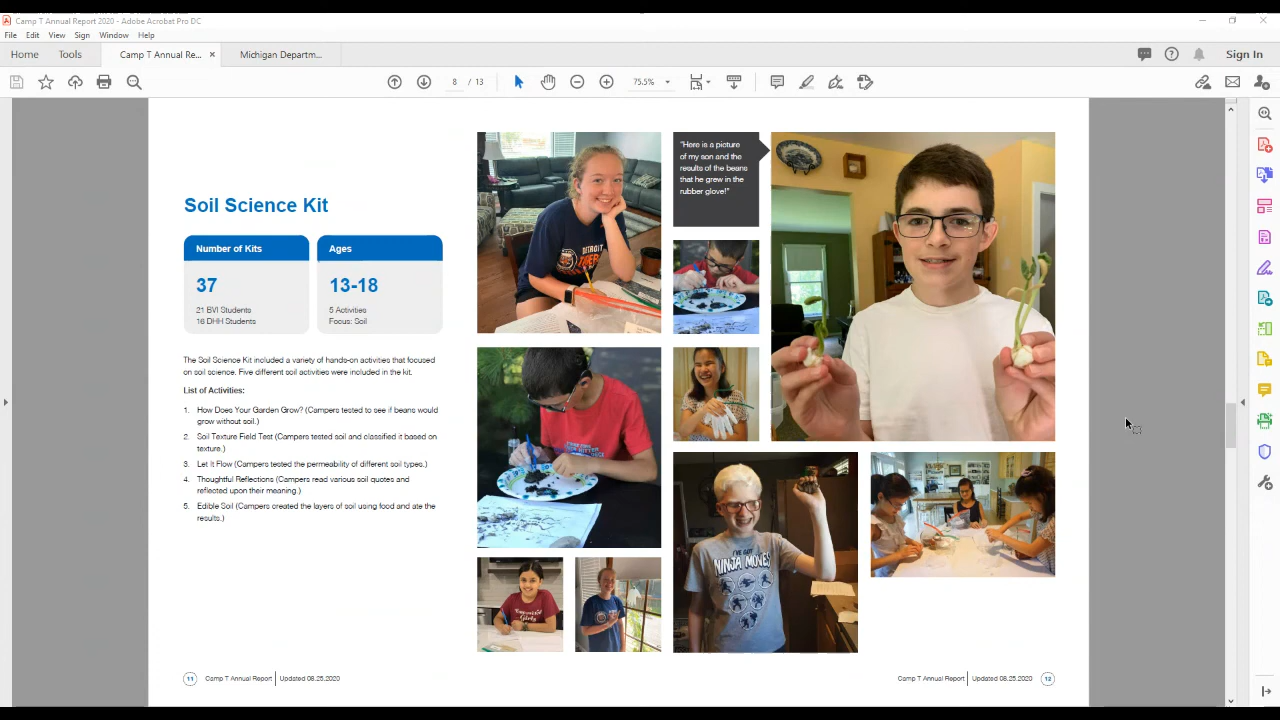 Camp T Annual Report 2020 - Adobe Acrobat Pro DC
File Edit View Sign Window Help
Home Tools Camp T Annual Re... × Michigan Departm... Sign In
8 / 13 75.5%
Soil Science Kit
Number of Kits
37
21 BVI Students
16 DHH Students
Ages
13-18
5 Activities
Focus: Soil
The Soil Science Kit included a variety of hands-on activities that focused
on soil science. Five different soil activities were included in the kit.
List of Activities:
1. How Does Your Garden Grow? (Campers tested to see if beans would
grow without soil.)
2. Soil Texture Field Test (Campers tested soil and classified it based on
texture.)
3. Let It Flow (Campers tested the permeability of different soil types.)
4. Thoughtful Reflections (Campers read various soil quotes and
reflected upon their meaning.)
5. Edible Soil (Campers created the layers of soil using food and ate the
results.)
"Here is a picture
of my son and the
results of the beans
that he grew in the
rubber glove!"
DETROIT
I'VE GOT
NINJA MOVES
11 Camp T Annual Report | Updated 08.25.2020
Camp T Annual Report | Updated 08.25.2020 12